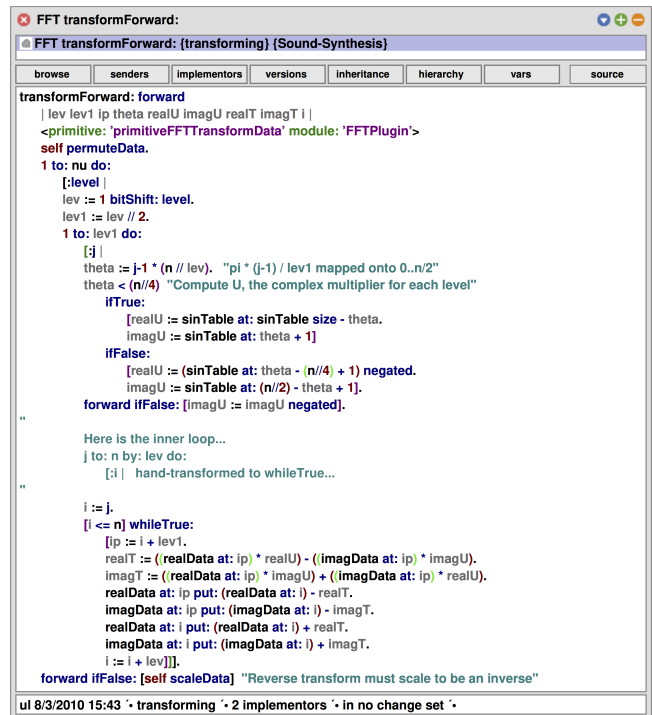 FFT transformForward:
FFT transformForward: {transforming} {Sound-Synthesis}
browse senders implementors versions inheritance hierarchy vars source
transformForward: forward
| lev lev1 ip theta realU imagU realT imagT i |
<primitive: 'primitiveFFTTransformData' module: 'FFTPlugin'>
self permuteData.
1 to: nu do:
[:level |
lev := 1 bitShift: level.
lev1 := lev // 2.
1 to: lev1 do:
[:j |
theta := j-1 * (n // lev). "pi * (j-1) / lev1 mapped onto 0..n/2"
theta < (n//4) "Compute U, the complex multiplier for each level"
ifTrue:
[realU := sinTable at: sinTable size - theta.
imagU := sinTable at: theta + 1]
ifFalse:
[realU := (sinTable at: theta - (n//4) + 1) negated.
imagU := sinTable at: (n//2) - theta + 1].
forward ifFalse: [imagU := imagU negated].
"
Here is the inner loop...
j to: n by: lev do:
[:i | hand-transformed to whileTrue...
"
i := j.
[i <= n] whileTrue:
[ip := i + lev1.
realT := ((realData at: ip) * realU) - ((imagData at: ip) * imagU).
imagT := ((realData at: ip) * imagU) + ((imagData at: ip) * realU).
realData at: ip put: (realData at: i) - realT.
imagData at: ip put: (imagData at: i) - imagT.
realData at: i put: (realData at: i) + realT.
imagData at: i put: (imagData at: i) + imagT.
i := i + lev]]].
forward ifFalse: [self scaleData] "Reverse transform must scale to be an inverse"
ul 8/3/2010 15:43 ´• transforming ´• 2 implementors ´• in no change set ´•